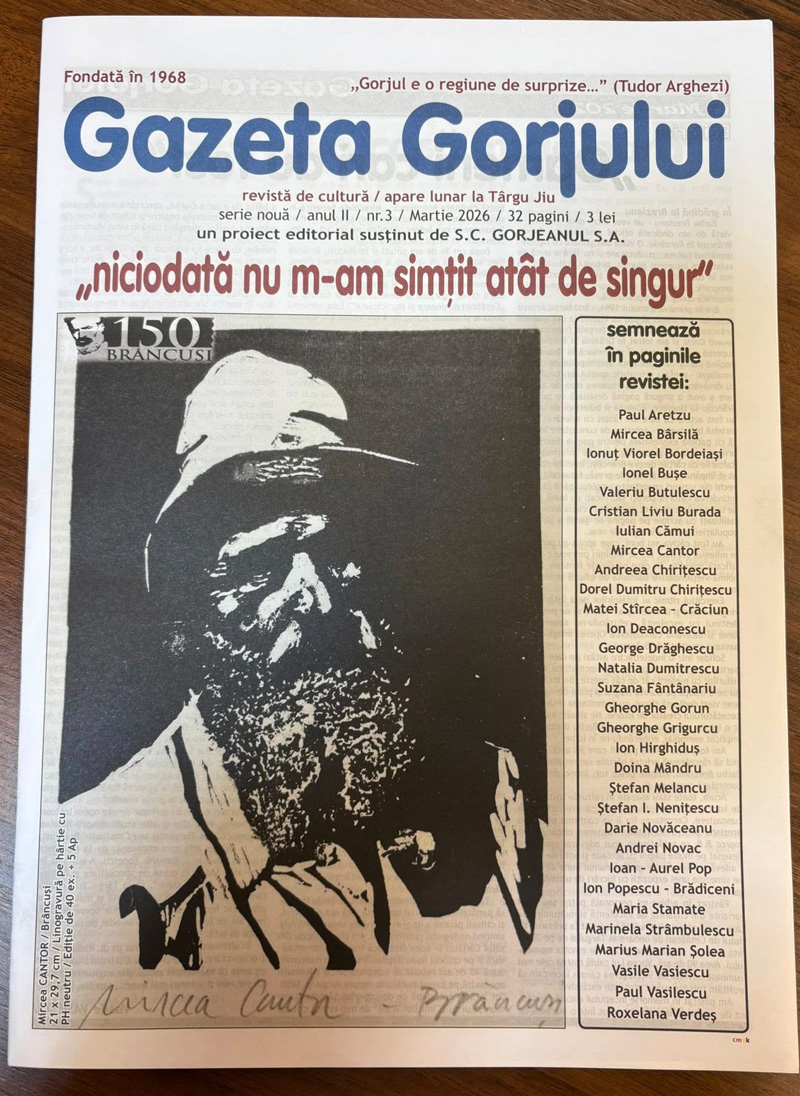 Fondată în 1968
„Gorjul e o regiune de surprize...” (Tudor Arghezi)
Gazeta Gorjului
revistă de cultură / apare lunar la Târgu Jiu
serie nouă / anul II / nr.3 / Martie 2026 / 32 pagini / 3 lei
un proiect editorial susținut de S.C. GORJEANUL S.A.
„niciodată nu m-am simțit atât de singur”
150
BRÂNCUSI
Mircea CANTOR / Brâncuși
21 x 29,7 cm / Linogravură pe hârtie cu
PH neutru / Ediție de 40 ex. + 5 Ap
Mircea Cantor - Brâncuși
semnează
în paginile
revistei:
Paul Aretzu
Mircea Bârsilă
Ionuț Viorel Bordeiași
Ionel Bușe
Valeriu Butulescu
Cristian Liviu Burada
Iulian Cămui
Mircea Cantor
Andreea Chirițescu
Dorel Dumitru Chirițescu
Matei Stîrcea - Crăciun
Ion Deaconescu
George Drăghescu
Natalia Dumitrescu
Suzana Fântânariu
Gheorghe Gorun
Gheorghe Grigurcu
Ion Hirghiduș
Doina Mândru
Ștefan Melancu
Ștefan I. Nenițescu
Darie Novăceanu
Andrei Novac
Ioan - Aurel Pop
Ion Popescu - Brădiceni
Maria Stamate
Marinela Strâmbulescu
Marius Marian Șolea
Vasile Vasiescu
Paul Vasilescu
Roxelana Verdeș